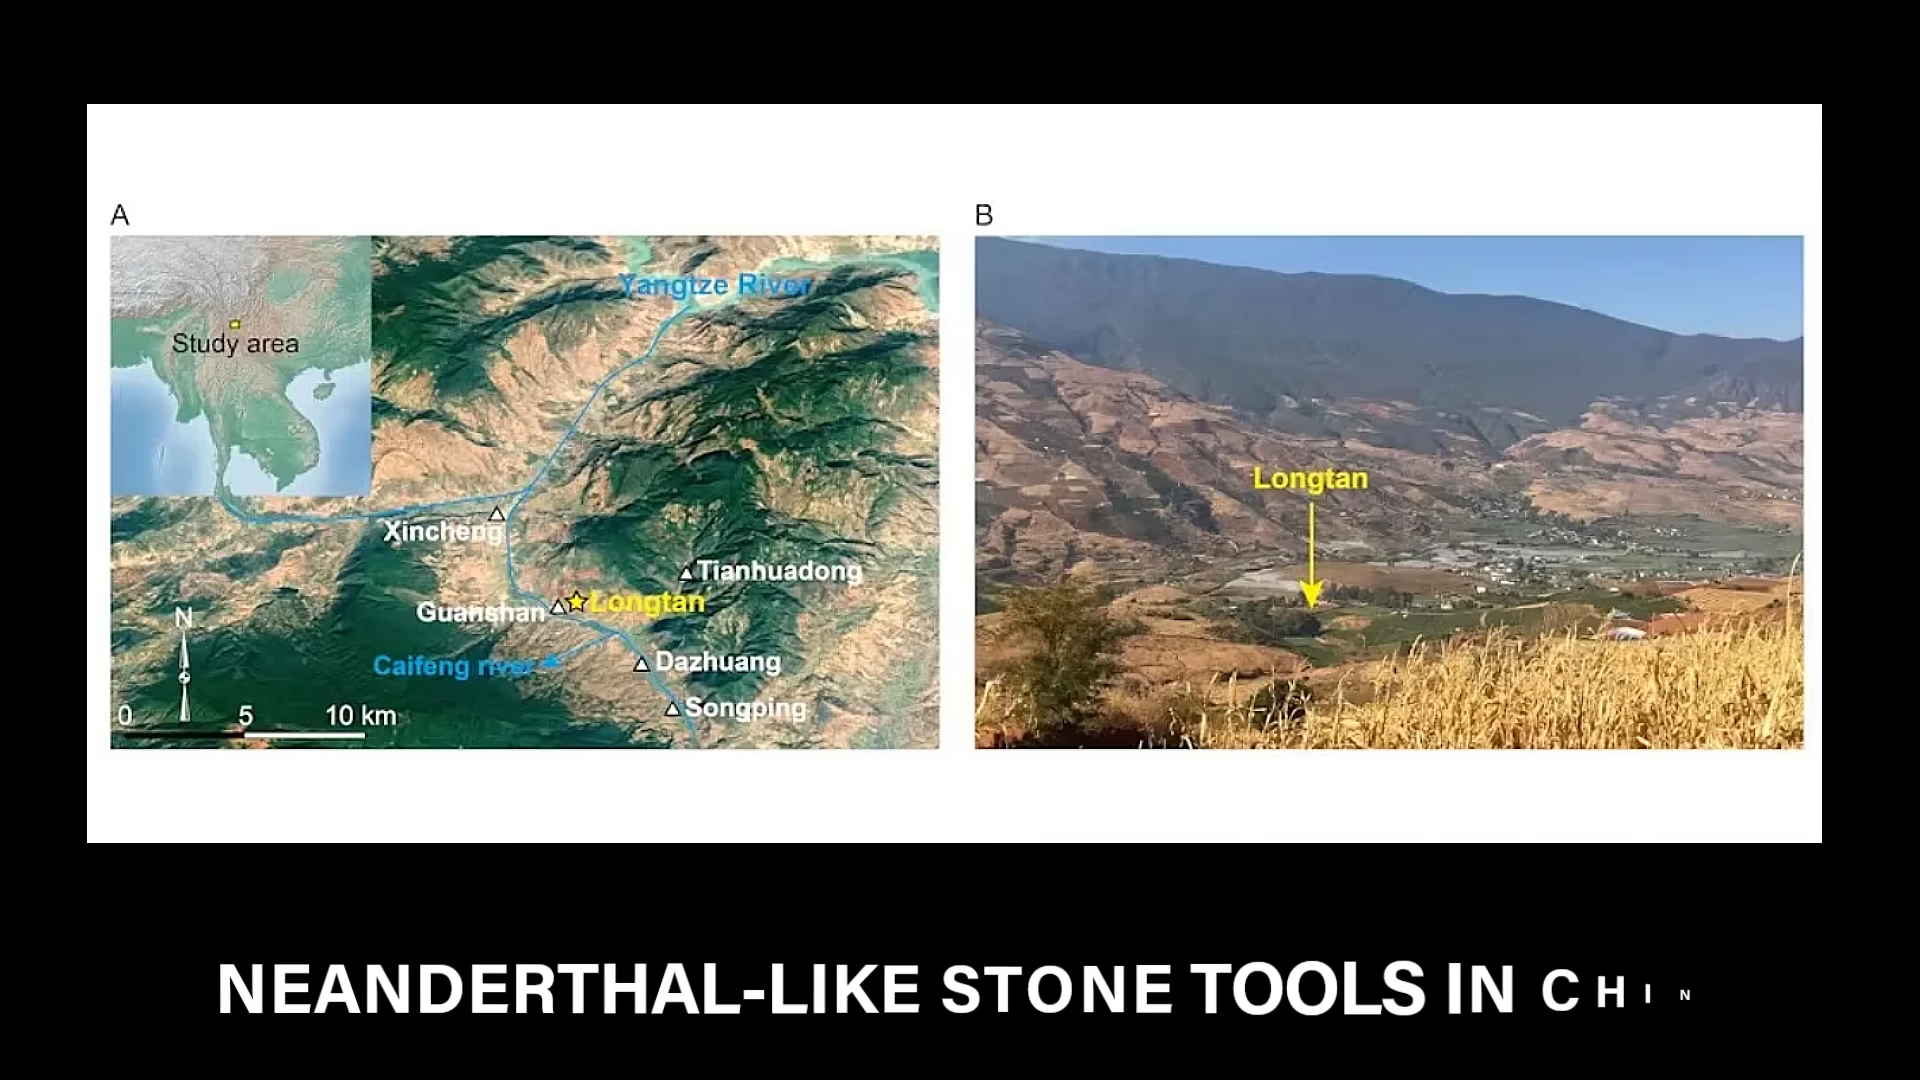 A
B
Yangtze River
Study area
Longtan
Xincheng
Tianhuadong
Longtan
Guanshan
N
Caifeng river
Dazhuang
Songping
0 5 10 km
NEANDERTHAL-LIKE STONE TOOLS IN CHIN